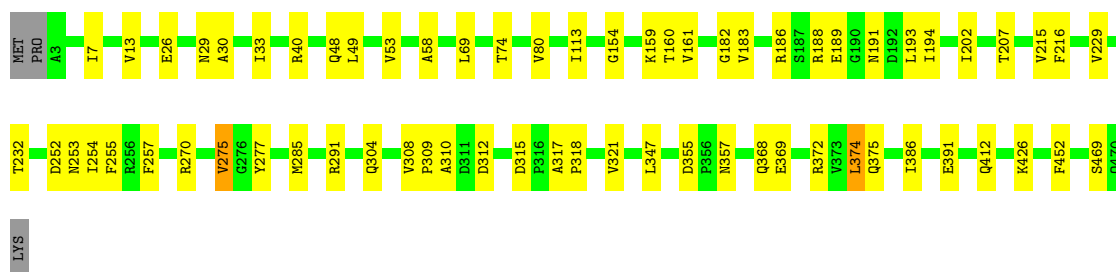 MET PRO A3 I7 V13 E26 N29 A30 I33 R40 Q48 L49 V53 A58 L69 T74 V80 I113 G154 K159 T160 V161 G182 V183 R186 S187 R188 E189 G190 N191 D192 L193 I194 I202 T207 V215 F216 V229
T232 D252 N253 I254 F255 R256 F257 R270 V275 G276 Y277 M285 R291 Q304 V308 P309 A310 D311 D312 D315 P316 A317 P318 V321 L347 D355 P356 N357 Q368 E369 R372 V373 L374 Q375 I386 E391 Q412 K426 F452 S469 Q470
LYS